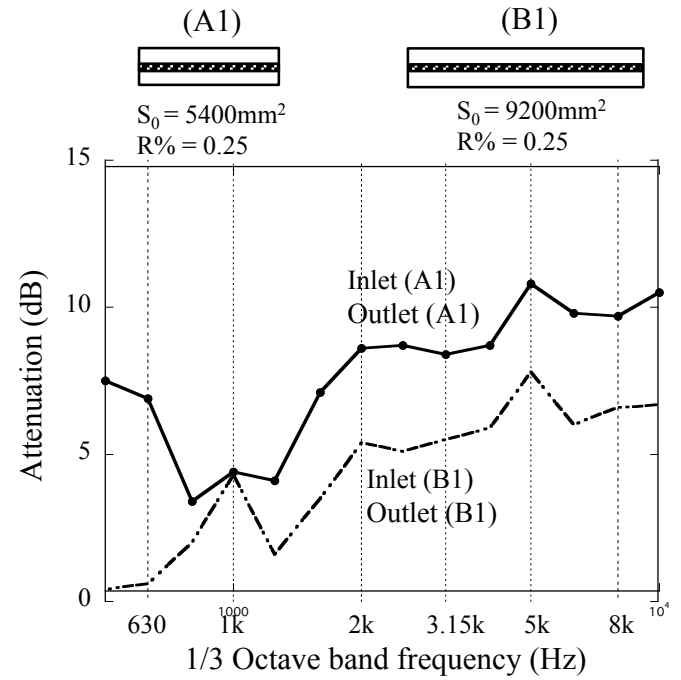 (A1)
(B1)
S₀ = 5400mm²
R% = 0.25
S₀ = 9200mm²
R% = 0.25
15
10
5
0
Attenuation (dB)
Inlet (A1)
Outlet (A1)
Inlet (B1)
Outlet (B1)
1000
10⁴
630 1k 2k 3.15k 5k 8k
1/3 Octave band frequency (Hz)